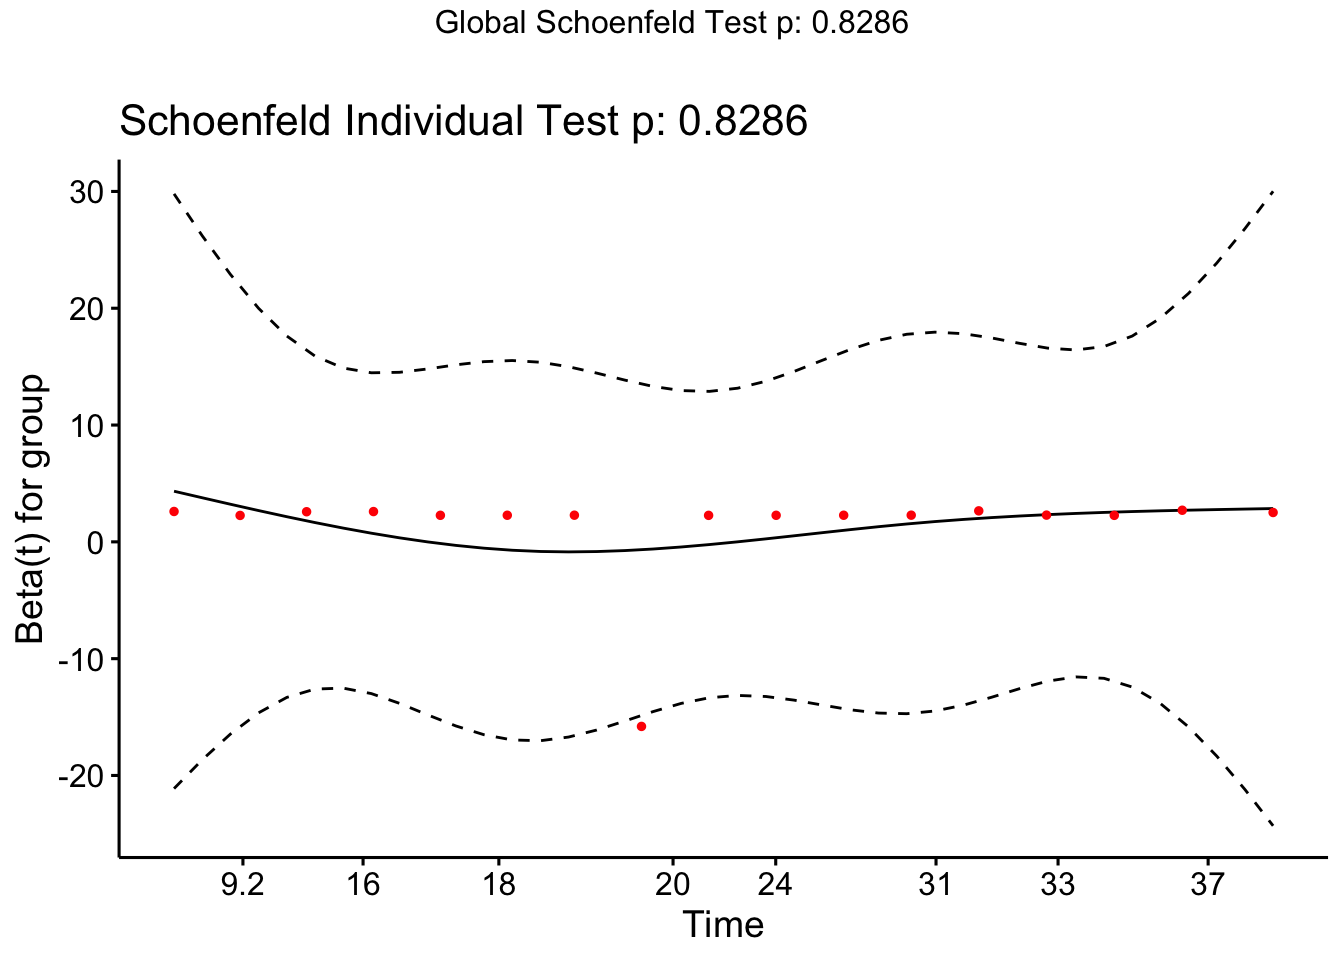 Global Schoenfeld Test p: 0.8286
Schoenfeld Individual Test p: 0.8286
30
20
10
0
-10
-20
Beta(t) for group
9.2 16 18 20 24 31 33 37
Time